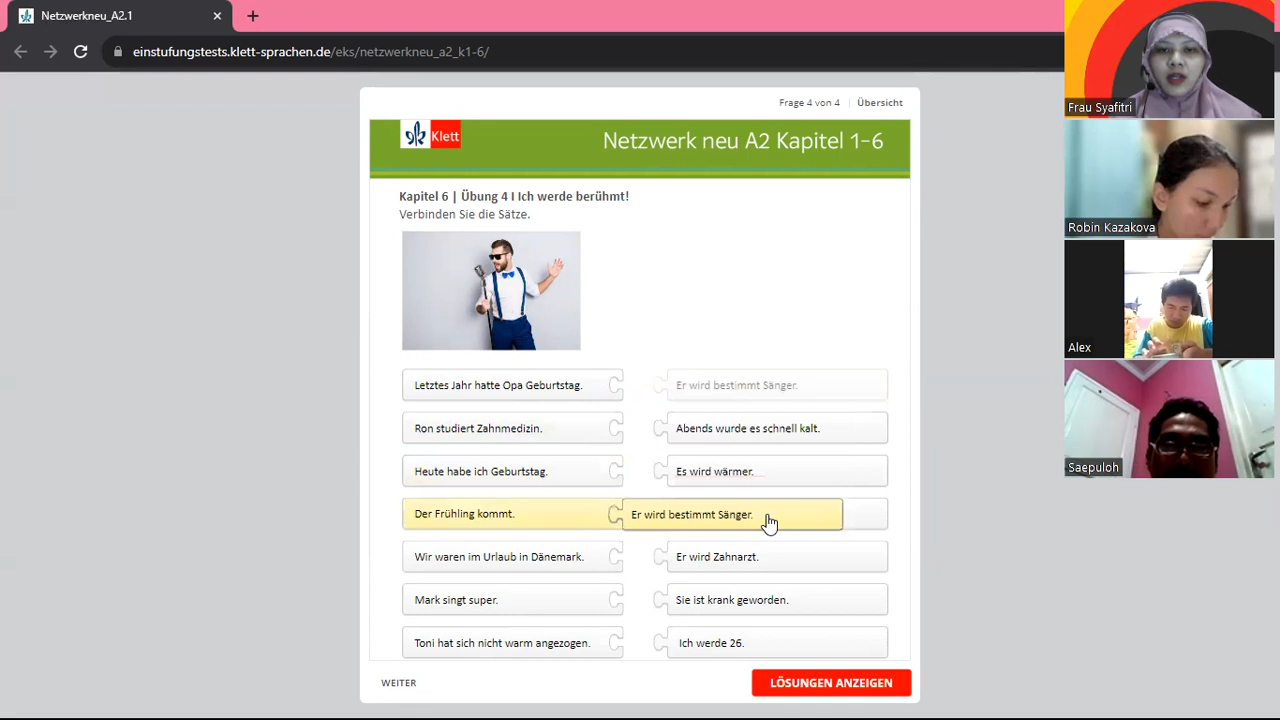 Netzwerkneu_A2.1
einstufungstests.klett-sprachen.de/eks/netzwerkneu_a2_k1-6/
Frage 4 von 4 | Übersicht
Klett
Netzwerk neu A2 Kapitel 1-6
Kapitel 6 | Übung 4 I Ich werde berühmt!
Verbinden Sie die Sätze.
Letztes Jahr hatte Opa Geburtstag.
Er wird bestimmt Sänger.
Ron studiert Zahnmedizin.
Abends wurde es schnell kalt.
Heute habe ich Geburtstag.
Es wird wärmer.
Der Frühling kommt.
Er wird bestimmt Sänger.
Wir waren im Urlaub in Dänemark.
Er wird Zahnarzt.
Mark singt super.
Sie ist krank geworden.
Toni hat sich nicht warm angezogen.
Ich werde 26.
WEITER
LÖSUNGEN ANZEIGEN
Frau Syafitri
Robin Kazakova
Alex
Saepuloh